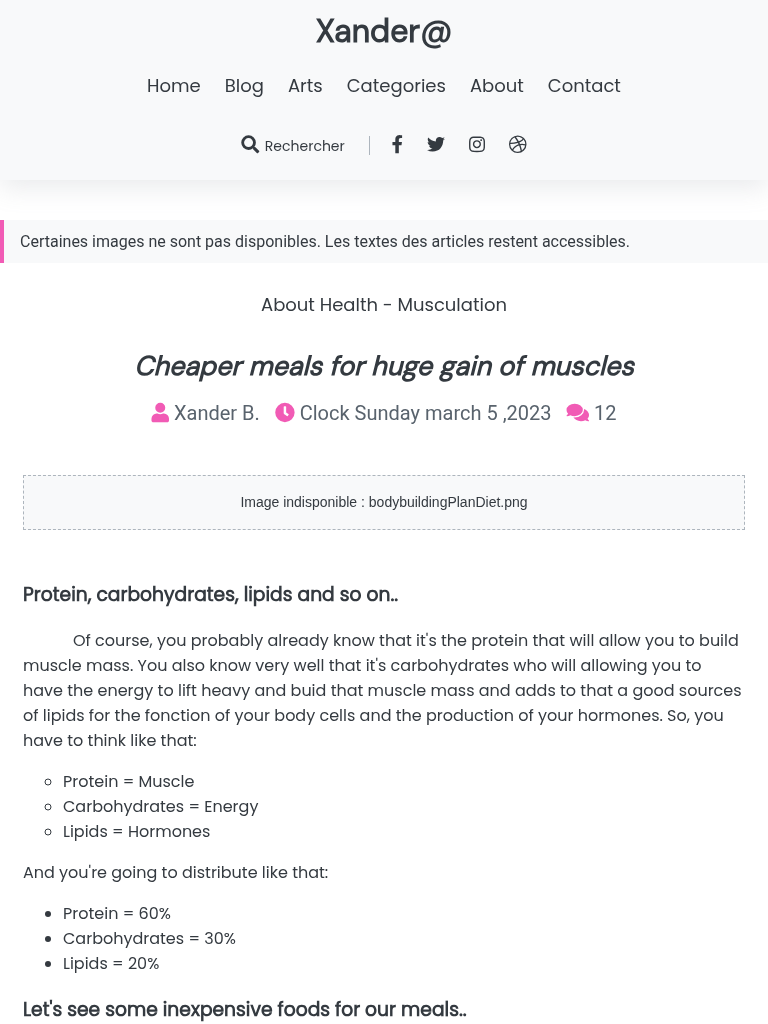 Xander@
Home Blog Arts Categories About Contact
Rechercher
Certaines images ne sont pas disponibles. Les textes des articles restent accessibles.
About Health - Musculation
Cheaper meals for huge gain of muscles
Xander B. Clock Sunday march 5 ,2023 12
Image indisponible : bodybuildingPlanDiet.png
Protein, carbohydrates, lipids and so on..
Of course, you probably already know that it's the protein that will allow you to build
muscle mass. You also know very well that it's carbohydrates who will allowing you to
have the energy to lift heavy and buid that muscle mass and adds to that a good sources
of lipids for the fonction of your body cells and the production of your hormones. So, you
have to think like that:
Protein = Muscle
Carbohydrates = Energy
Lipids = Hormones
And you're going to distribute like that:
Protein = 60%
Carbohydrates = 30%
Lipids = 20%
Let's see some inexpensive foods for our meals..